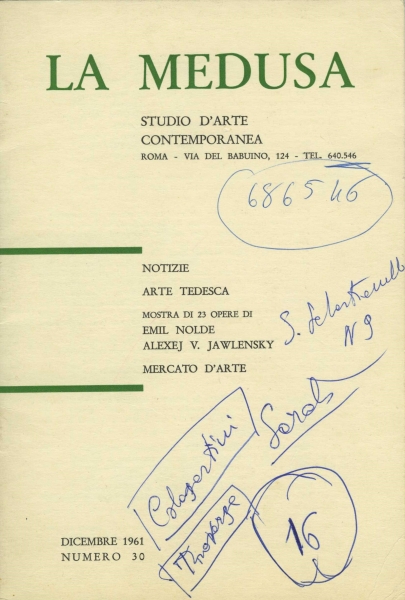 LA MEDUSA
STUDIO D'ARTE
CONTEMPORANEA
ROMA - VIA DEL BABUINO, 124 - TEL. 640.546
686546
NOTIZIE
ARTE TEDESCA
MOSTRA DI 23 OPERE DI
EMIL NOLDE
ALEXEJ V. JAWLENSKY
MERCATO D'ARTE
N 9
16
DICEMBRE 1961
NUMERO 30